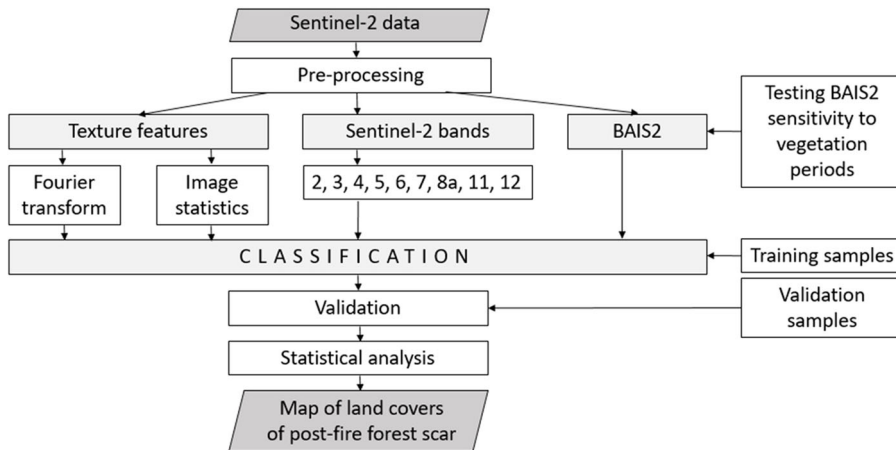 Sentinel-2 data
Pre-processing
Texture features
Sentinel-2 bands
BAIS2
Testing BAIS2
sensitivity to
vegetation
periods
Fourier
transform
Image
statistics
2, 3, 4, 5, 6, 7, 8a, 11, 12
C L A S S I F I C A T I O N
Training samples
Validation
Validation
samples
Statistical analysis
Map of land covers
of post-fire forest scar